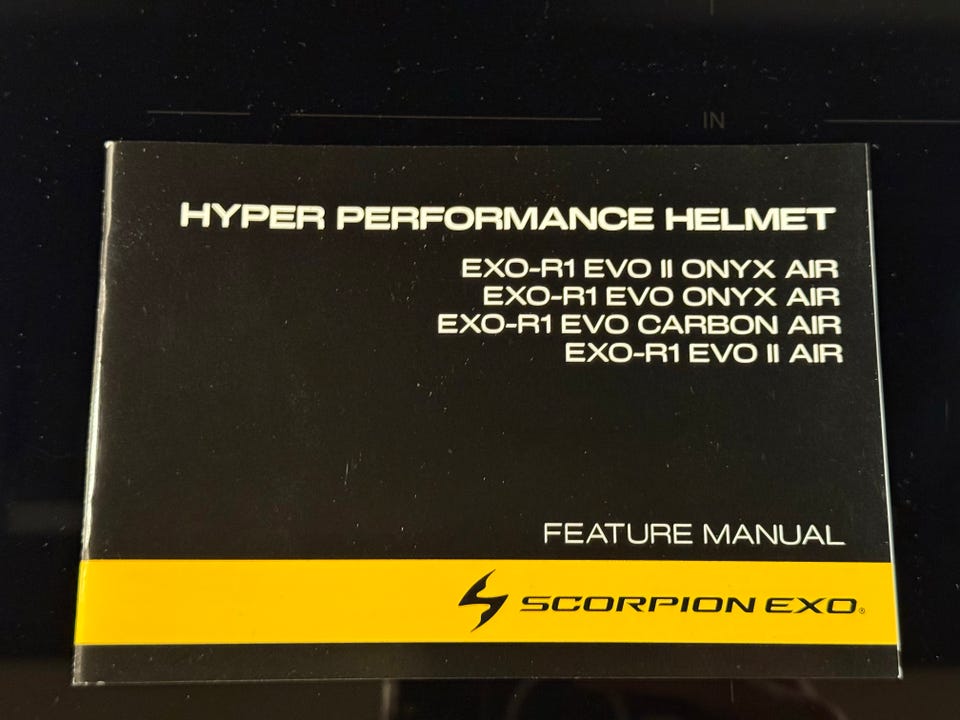 IN
HYPER PERFORMANCE HELMET
EXO-R1 EVO II ONYX AIR
EXO-R1 EVO ONYX AIR
EXO-R1 EVO CARBON AIR
EXO-R1 EVO II AIR
FEATURE MANUAL
SCORPION EXO®